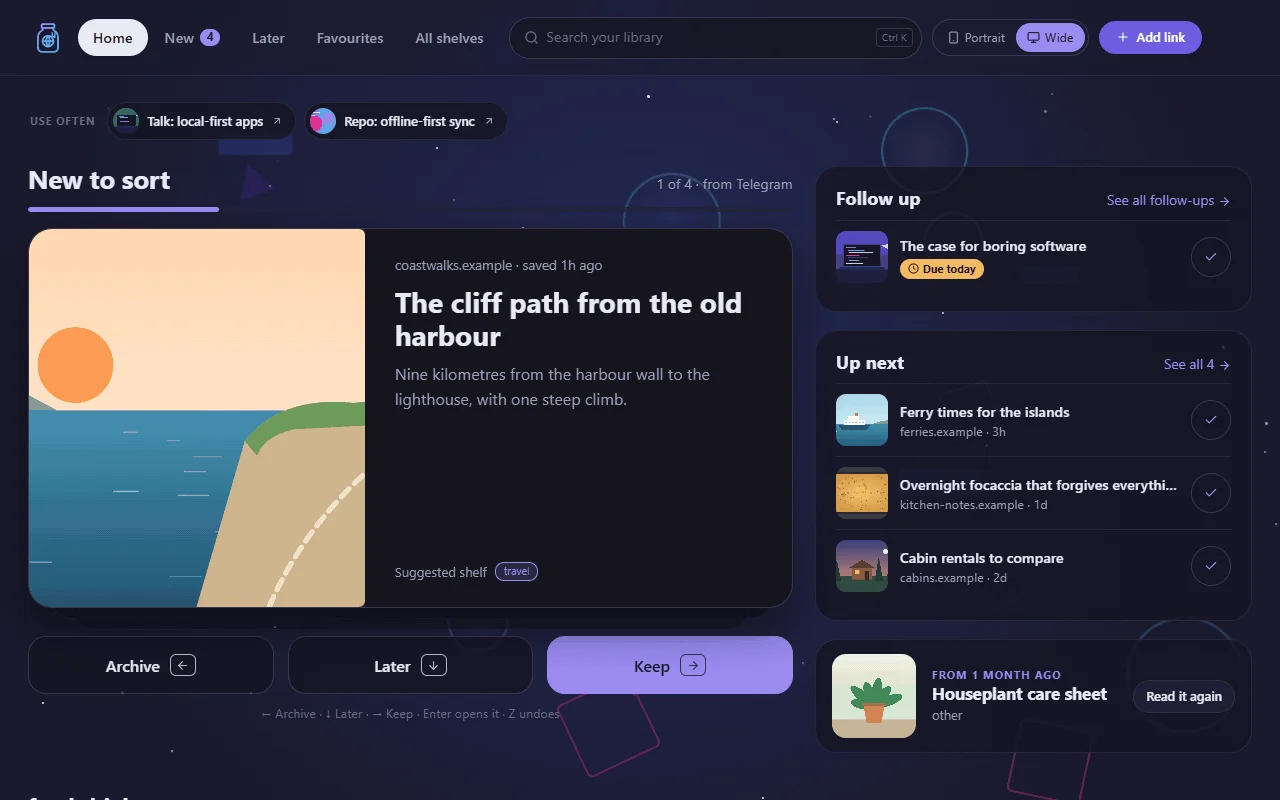 Home
New 4
Later
Favourites
All shelves
Search your library
Ctrl K
Portrait
Wide
Add link
USE OFTEN
Talk: local-first apps
Repo: offline-first sync
New to sort
1 of 4 · from Telegram
coastwalks.example · saved 1h ago
The cliff path from the old
harbour
Nine kilometres from the harbour wall to the
lighthouse, with one steep climb.
Suggested shelf travel
Archive ←
Later ↓
Keep →
← Archive · ↓ Later · → Keep · Enter opens it · Z undoes
Follow up
See all follow-ups →
The case for boring software
Due today
Up next
See all 4 →
Ferry times for the islands
ferries.example · 3h
Overnight focaccia that forgives everythi...
kitchen-notes.example · 1d
Cabin rentals to compare
cabins.example · 2d
FROM 1 MONTH AGO
Houseplant care sheet
other
Read it again